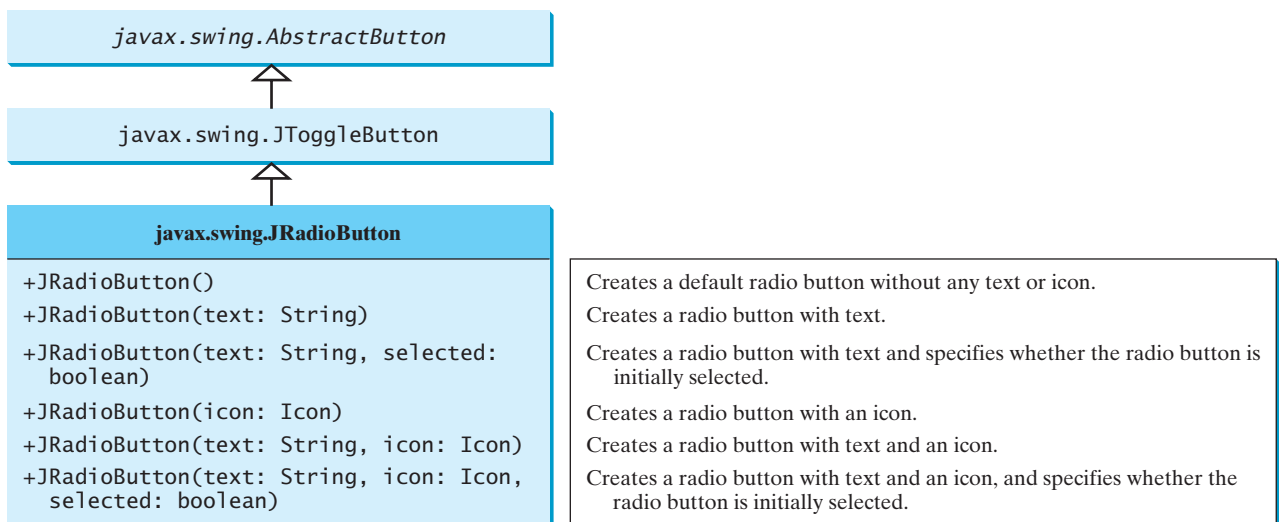 javax.swing.AbstractButton
javax.swing.JToggleButton
javax.swing.JRadioButton
+JRadioButton()
Creates a default radio button without any text or icon.
+JRadioButton(text: String)
Creates a radio button with text.
+JRadioButton(text: String, selected:
boolean)
Creates a radio button with text and specifies whether the radio button is
initially selected.
+JRadioButton(icon: Icon)
Creates a radio button with an icon.
+JRadioButton(text: String, icon: Icon)
Creates a radio button with text and an icon.
+JRadioButton(text: String, icon: Icon,
selected: boolean)
Creates a radio button with text and an icon, and specifies whether the
radio button is initially selected.